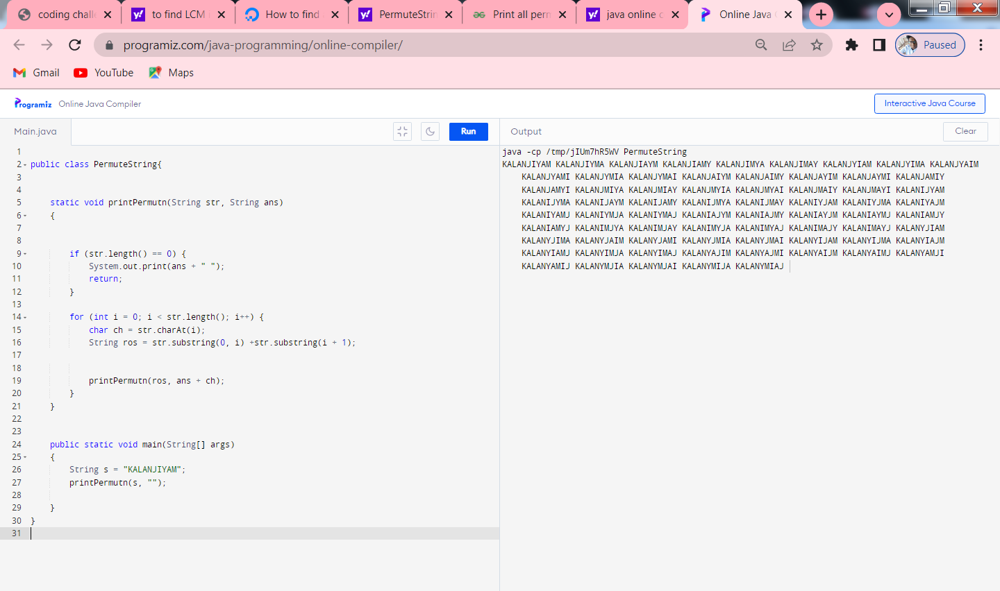 coding chall
to find LCM
How to find
PermuteStrin
Print all perm
java online c
Online Java C
programiz.com/java-programming/online-compiler/
Paused
Gmail
YouTube
Maps
Programiz
Online Java Compiler
Interactive Java Course
Main.java
Run
Output
Clear
1
2 public class PermuteString{
3
4
5 static void printPermutn(String str, String ans)
6 {
7
8
9 if (str.length() == 0) {
10 System.out.print(ans + " ");
11 return;
12 }
13
14 for (int i = 0; i < str.length(); i++) {
15 char ch = str.charAt(i);
16 String ros = str.substring(0, i) +str.substring(i + 1);
17
18
19 printPermutn(ros, ans + ch);
20 }
21 }
22
23
24 public static void main(String[] args)
25 {
26 String s = "KALANJIYAM";
27 printPermutn(s, "");
28
29 }
30 }
31
java -cp /tmp/jIUm7hR5WV PermuteString
KALANJIYAM KALANJIYMA KALANJIAYM KALANJIAMY KALANJIMYA KALANJIMAY KALANJYIAM KALANJYIMA KALANJYAIM
KALANJYAMI KALANJYMIA KALANJYMAI KALANJAIYM KALANJAIMY KALANJAYIM KALANJAYMI KALANJAMIY
KALANJAMYI KALANJMIYA KALANJMIAY KALANJMYIA KALANJMYAI KALANJMAIY KALANJMAYI KALANIJYAM
KALANIJYMA KALANIJAYM KALANIJAMY KALANIJMYA KALANIJMAY KALANIYJAM KALANIYJMA KALANIYAJM
KALANIYAMJ KALANIYMJA KALANIYMAJ KALANIAJYM KALANIAJMY KALANIAYJM KALANIAYMJ KALANIAMJY
KALANIAMYJ KALANIMJYA KALANIMJAY KALANIMYJA KALANIMYAJ KALANIMAJY KALANIMAYJ KALANYJIAM
KALANYJIMA KALANYJAIM KALANYJAMI KALANYJMIA KALANYJMAI KALANYIJAM KALANYIJMA KALANYIAJM
KALANYIAMJ KALANYIMJA KALANYIMAJ KALANYAJIM KALANYAJMI KALANYAIJM KALANYAIMJ KALANYAMJI
KALANYAMIJ KALANYMJIA KALANYMJAI KALANYMIJA KALANYMIAJ